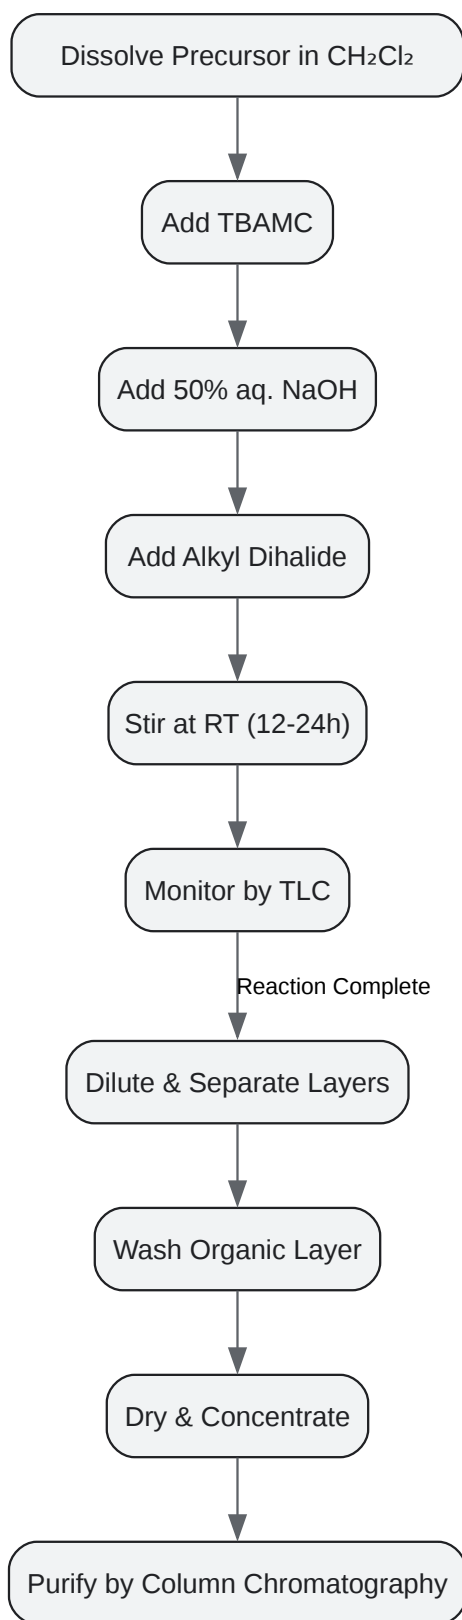 Dissolve Precursor in CH₂Cl₂
Add TBAMC
Add 50% aq. NaOH
Add Alkyl Dihalide
Stir at RT (12-24h)
Monitor by TLC
Reaction Complete
Dilute & Separate Layers
Wash Organic Layer
Dry & Concentrate
Purify by Column Chromatography